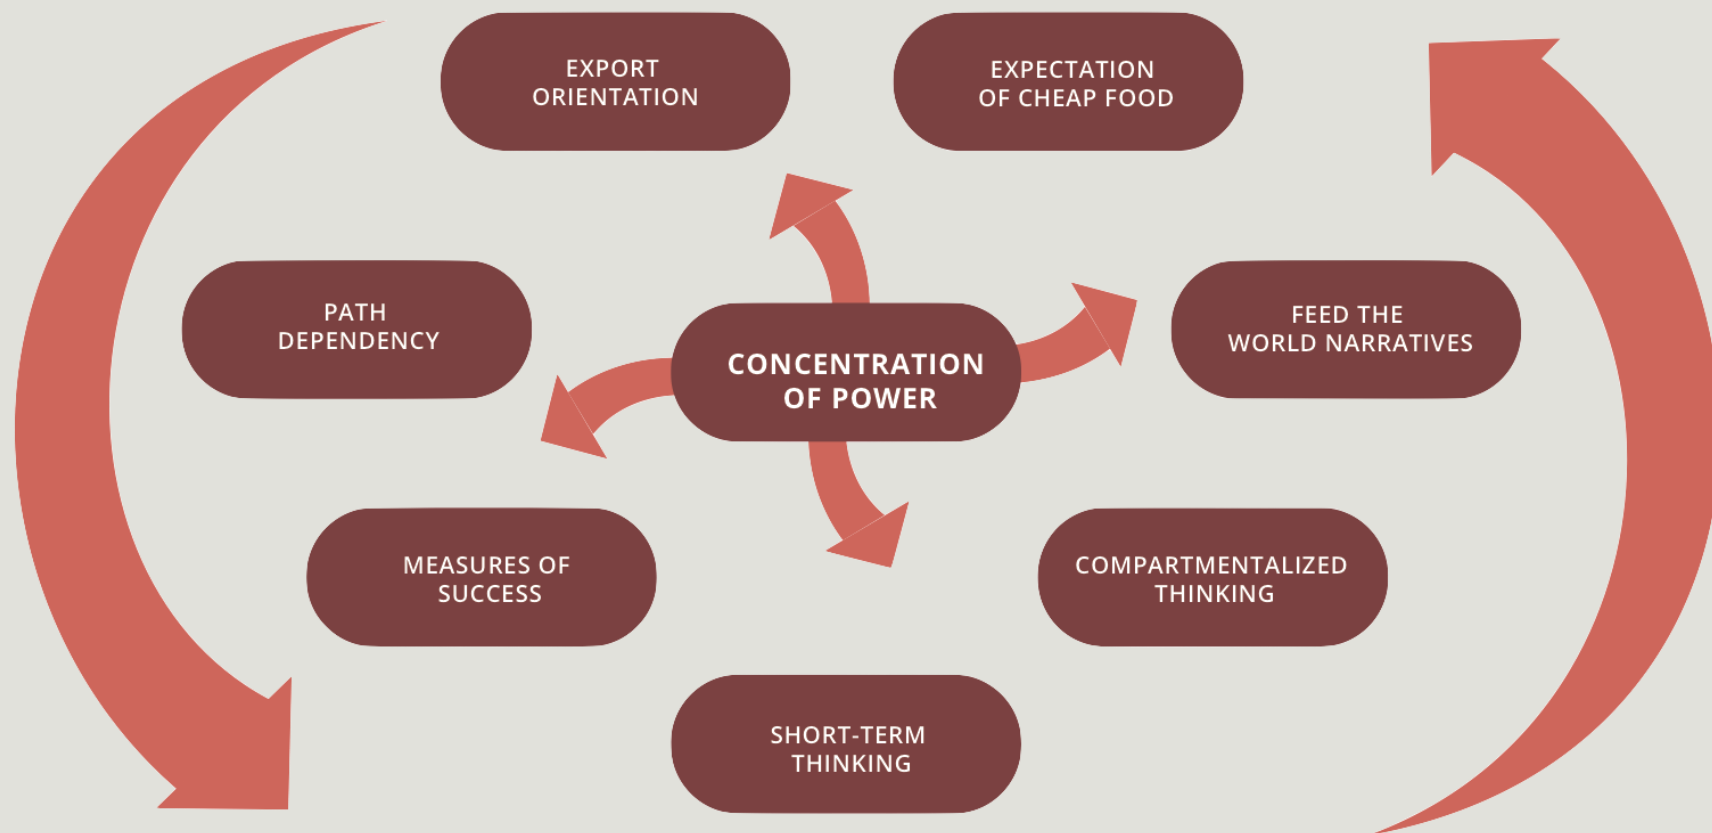 EXPORT
ORIENTATION
EXPECTATION
OF CHEAP FOOD
PATH
DEPENDENCY
CONCENTRATION
OF POWER
FEED THE
WORLD NARRATIVES
MEASURES OF
SUCCESS
COMPARTMENTALIZED
THINKING
SHORT-TERM
THINKING